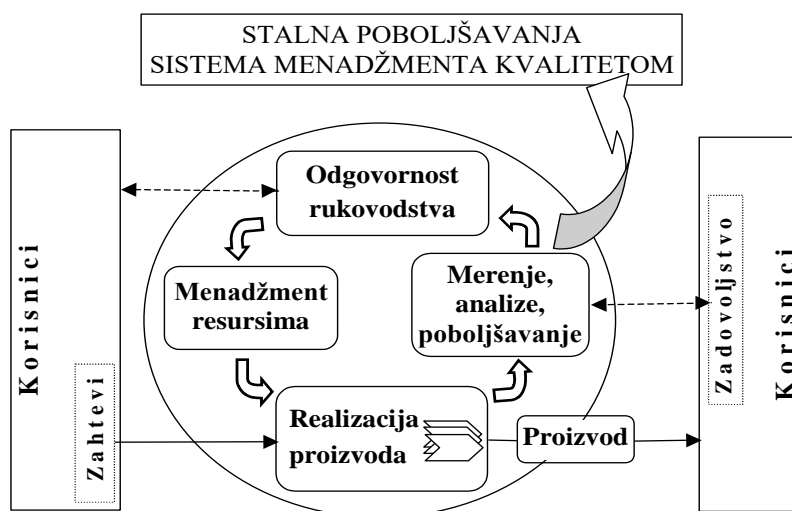 STALNA POBOLJŠAVANJA
SISTEMA MENADŽMENTA KVALITETOM
Korisnici
Zahtevi
Odgovornost
rukovodstva
Menadžment
resursima
Merenje,
analize,
poboljšavanje
Realizacija
proizvoda
Proizvod
Zadovoljstvo
Korisnici